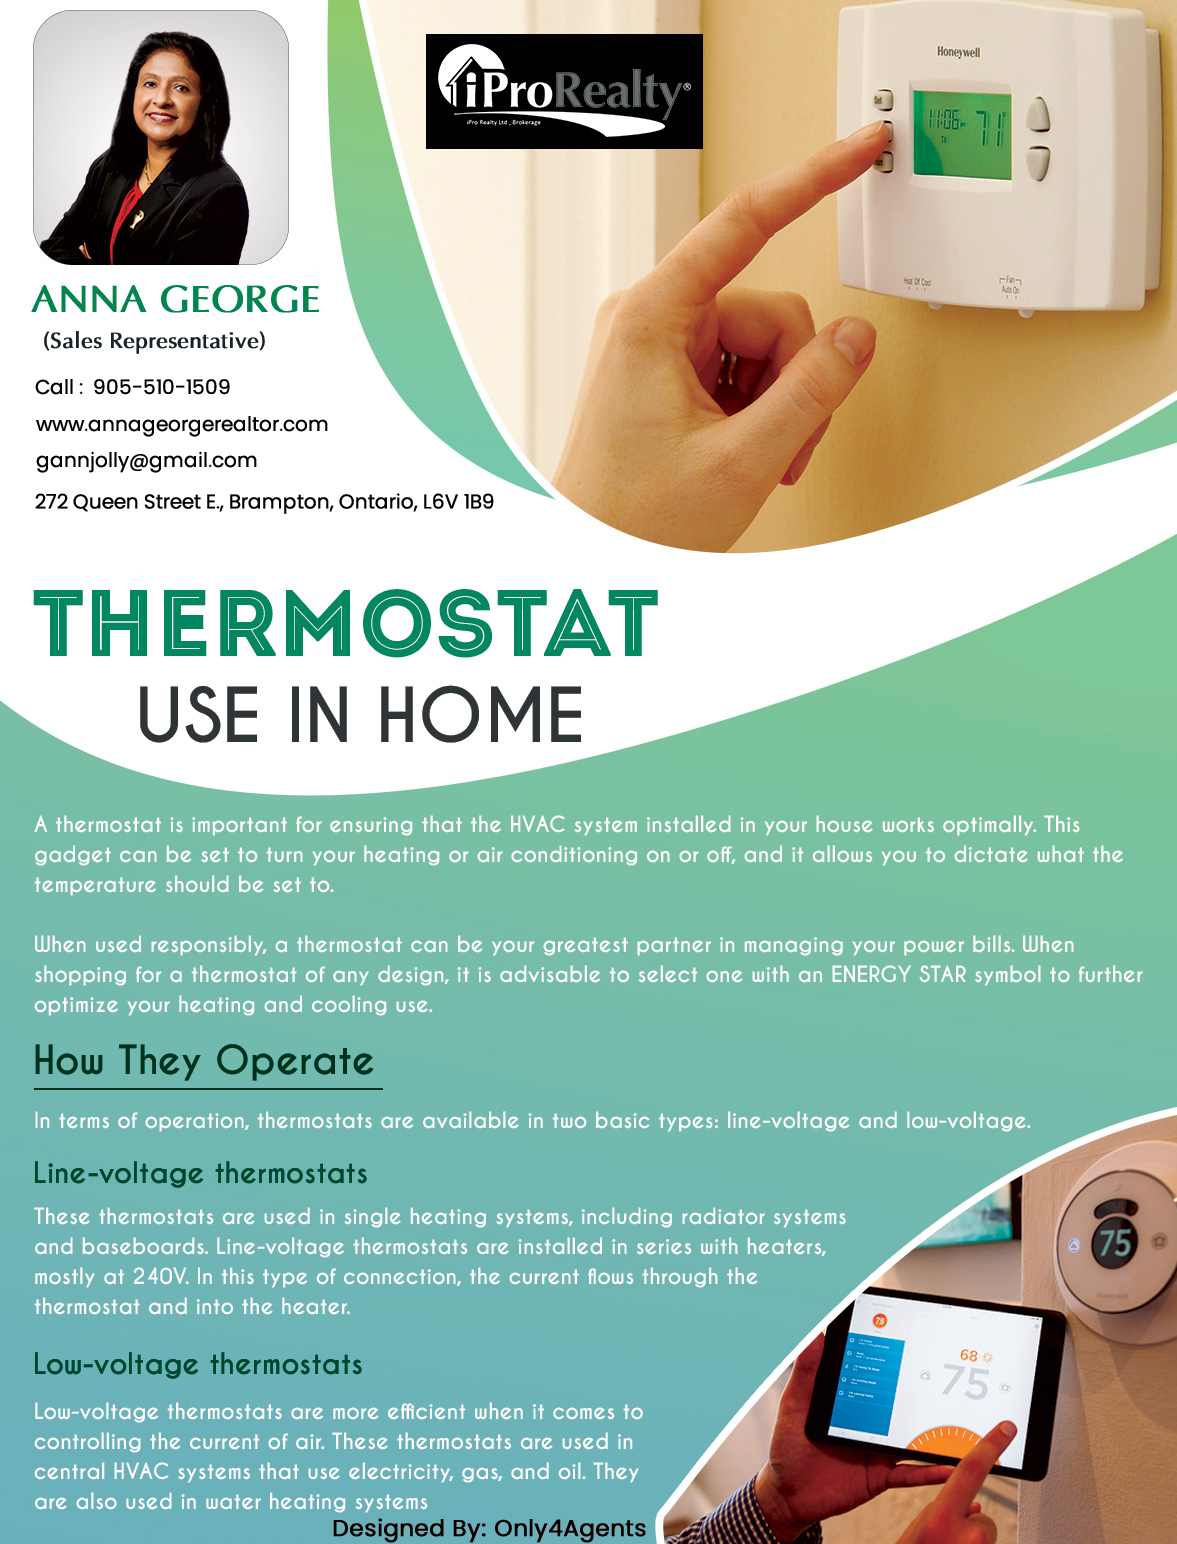 iProRealty®
iPro Realty Ltd., Brokerage
Honeywell
Set
11:06
71°
Heat Off Cool
Fan
Auto On
ANNA GEORGE
(Sales Representative)
Call : 905-510-1509
www.annageorgerealtor.com
gannjolly@gmail.com
272 Queen Street E., Brampton, Ontario, L6V 1B9
THERMOSTAT
USE IN HOME
A thermostat is important for ensuring that the HVAC system installed in your house works optimally. This
gadget can be set to turn your heating or air conditioning on or off, and it allows you to dictate what the
temperature should be set to.
When used responsibly, a thermostat can be your greatest partner in managing your power bills. When
shopping for a thermostat of any design, it is advisable to select one with an ENERGY STAR symbol to further
optimize your heating and cooling use.
How They Operate
In terms of operation, thermostats are available in two basic types: line-voltage and low-voltage.
Line-voltage thermostats
These thermostats are used in single heating systems, including radiator systems
and baseboards. Line-voltage thermostats are installed in series with heaters,
mostly at 240V. In this type of connection, the current flows through the
thermostat and into the heater.
75
75
68
75
Low-voltage thermostats
Low-voltage thermostats are more efficient when it comes to
controlling the current of air. These thermostats are used in
central HVAC systems that use electricity, gas, and oil. They
are also used in water heating systems
Designed By: Only4Agents